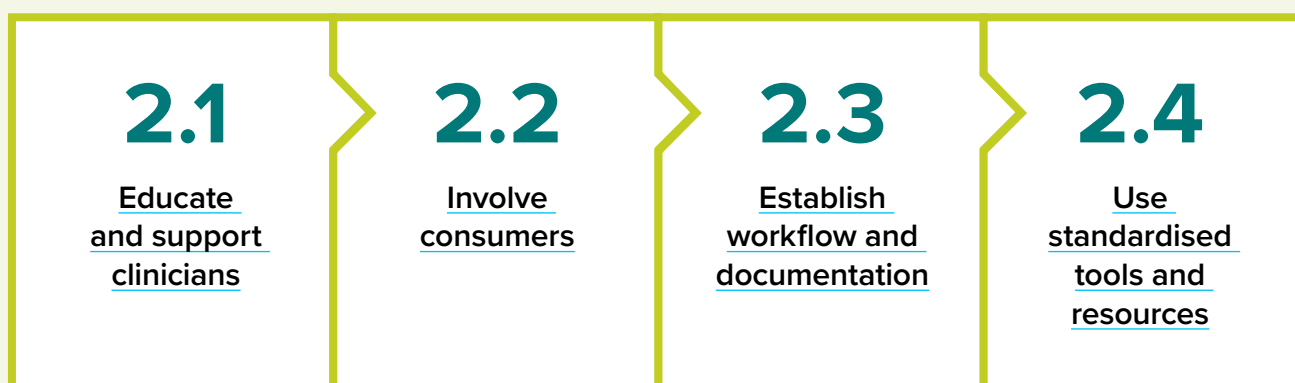 2.1
Educate
and support
clinicians
2.2
Involve
consumers
2.3
Establish
workflow and
documentation
2.4
Use
standardised
tools and
resources